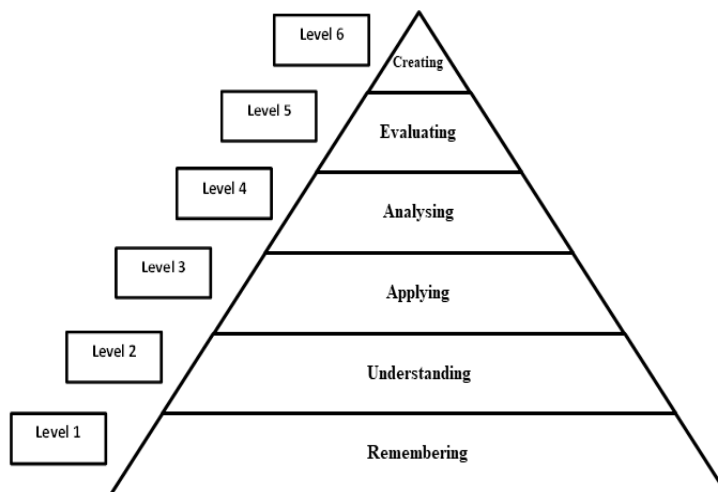 Level 6
Creating
Level 5
Evaluating
Level 4
Analysing
Level 3
Applying
Level 2
Understanding
Level 1
Remembering